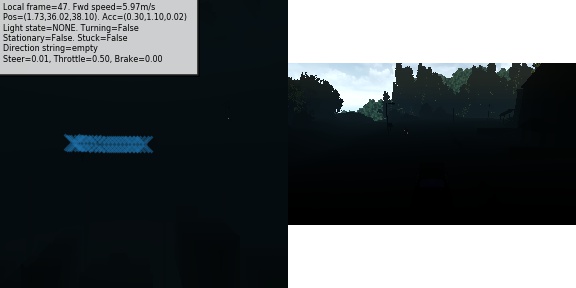 Local frame=47. Fwd speed=5.97m/s
Pos=(1.73,36.02,38.10). Acc=(0.30,1.10,0.02)
Light state=NONE. Turning=False
Stationary=False. Stuck=False
Direction string=empty
Steer=0.01, Throttle=0.50, Brake=0.00